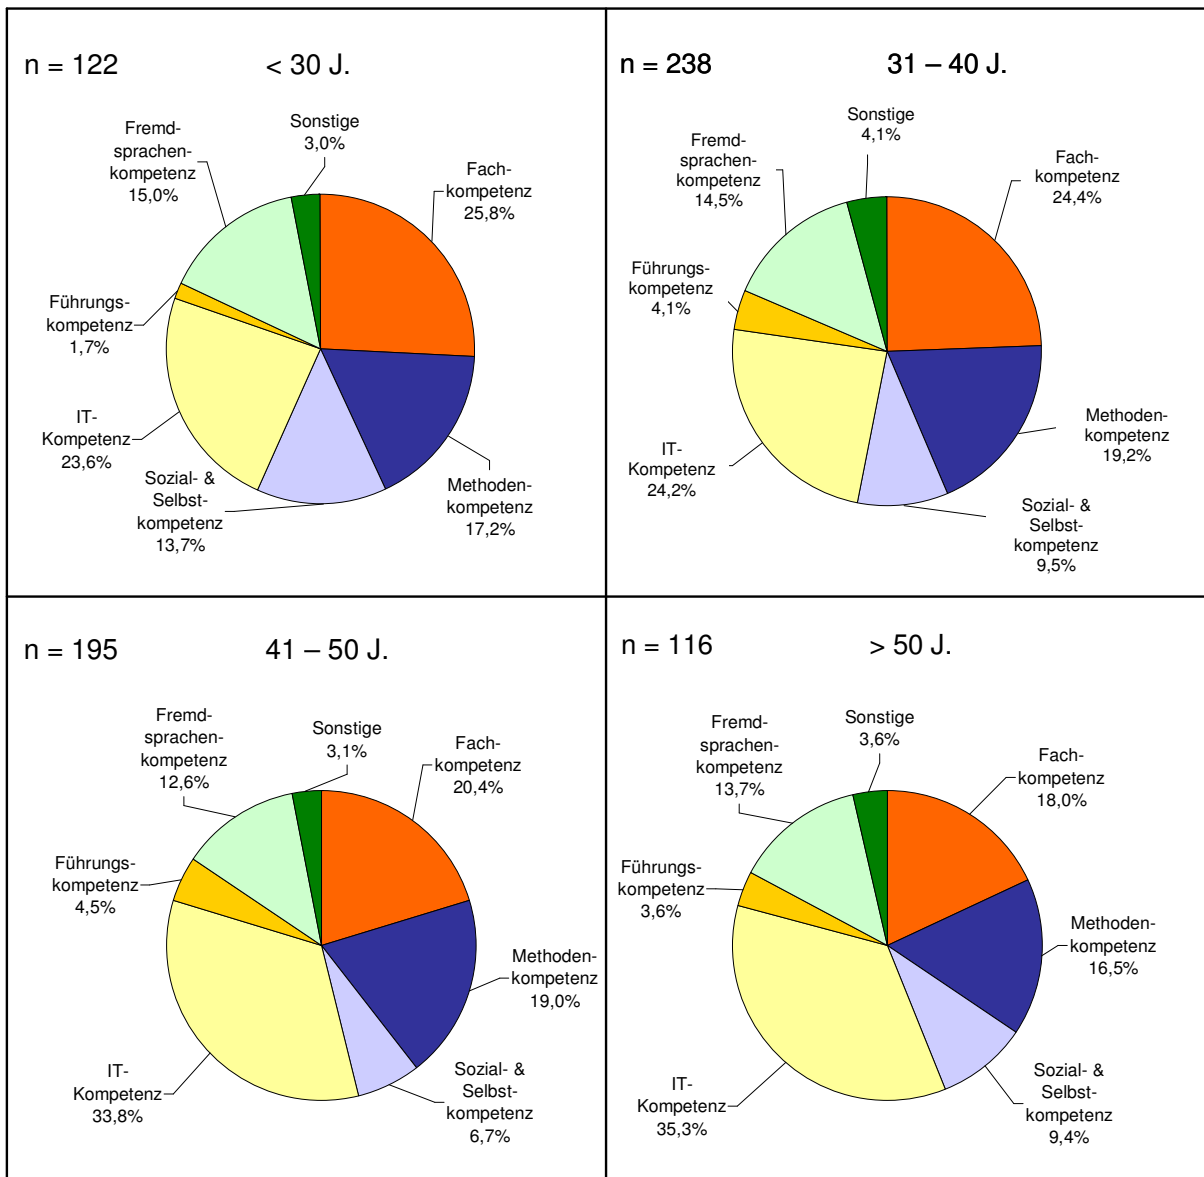 n = 122
< 30 J.
Sonstige
3,0%
Fremd-
sprachen-
kompetenz
15,0%
Fach-
kompetenz
25,8%
Führungs-
kompetenz
1,7%
IT-
Kompetenz
23,6%
Sozial- &
Selbst-
kompetenz
13,7%
Methoden-
kompetenz
17,2%
n = 238
31 – 40 J.
Sonstige
4,1%
Fremd-
sprachen-
kompetenz
14,5%
Fach-
kompetenz
24,4%
Führungs-
kompetenz
4,1%
IT-
Kompetenz
24,2%
Methoden-
kompetenz
19,2%
Sozial- &
Selbst-
kompetenz
9,5%
n = 195
41 – 50 J.
Fremd-
sprachen-
kompetenz
12,6%
Sonstige
3,1%
Fach-
kompetenz
20,4%
Führungs-
kompetenz
4,5%
Methoden-
kompetenz
19,0%
IT-
Kompetenz
33,8%
Sozial- &
Selbst-
kompetenz
6,7%
n = 116
> 50 J.
Fremd-
sprachen-
kompetenz
13,7%
Sonstige
3,6%
Fach-
kompetenz
18,0%
Führungs-
kompetenz
3,6%
Methoden-
kompetenz
16,5%
IT-
Kompetenz
35,3%
Sozial- &
Selbst-
kompetenz
9,4%